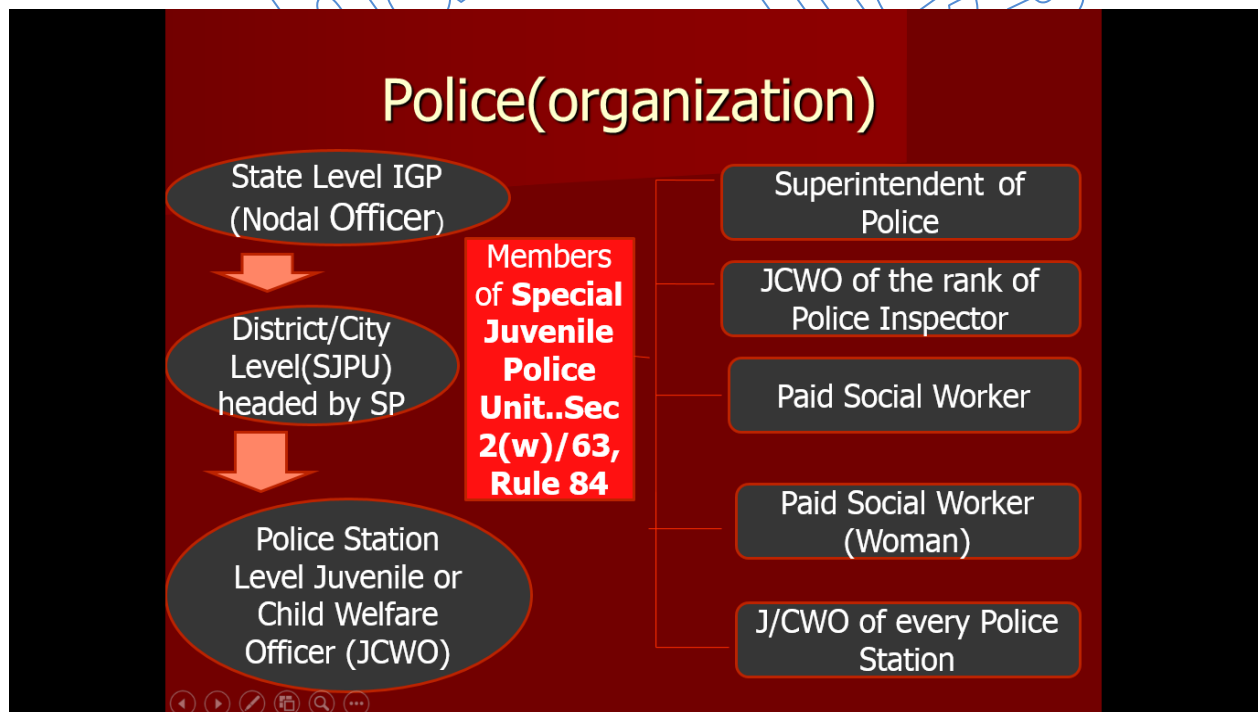 Police(organization)
State Level IGP
(Nodal Officer)
District/City
Level(SJPU)
headed by SP
Police Station
Level Juvenile or
Child Welfare
Officer (JCWO)
Members
of Special
Juvenile
Police
Unit..Sec
2(w)/63,
Rule 84
Superintendent of
Police
JCWO of the rank of
Police Inspector
Paid Social Worker
Paid Social Worker
(Woman)
J/CWO of every Police
Station